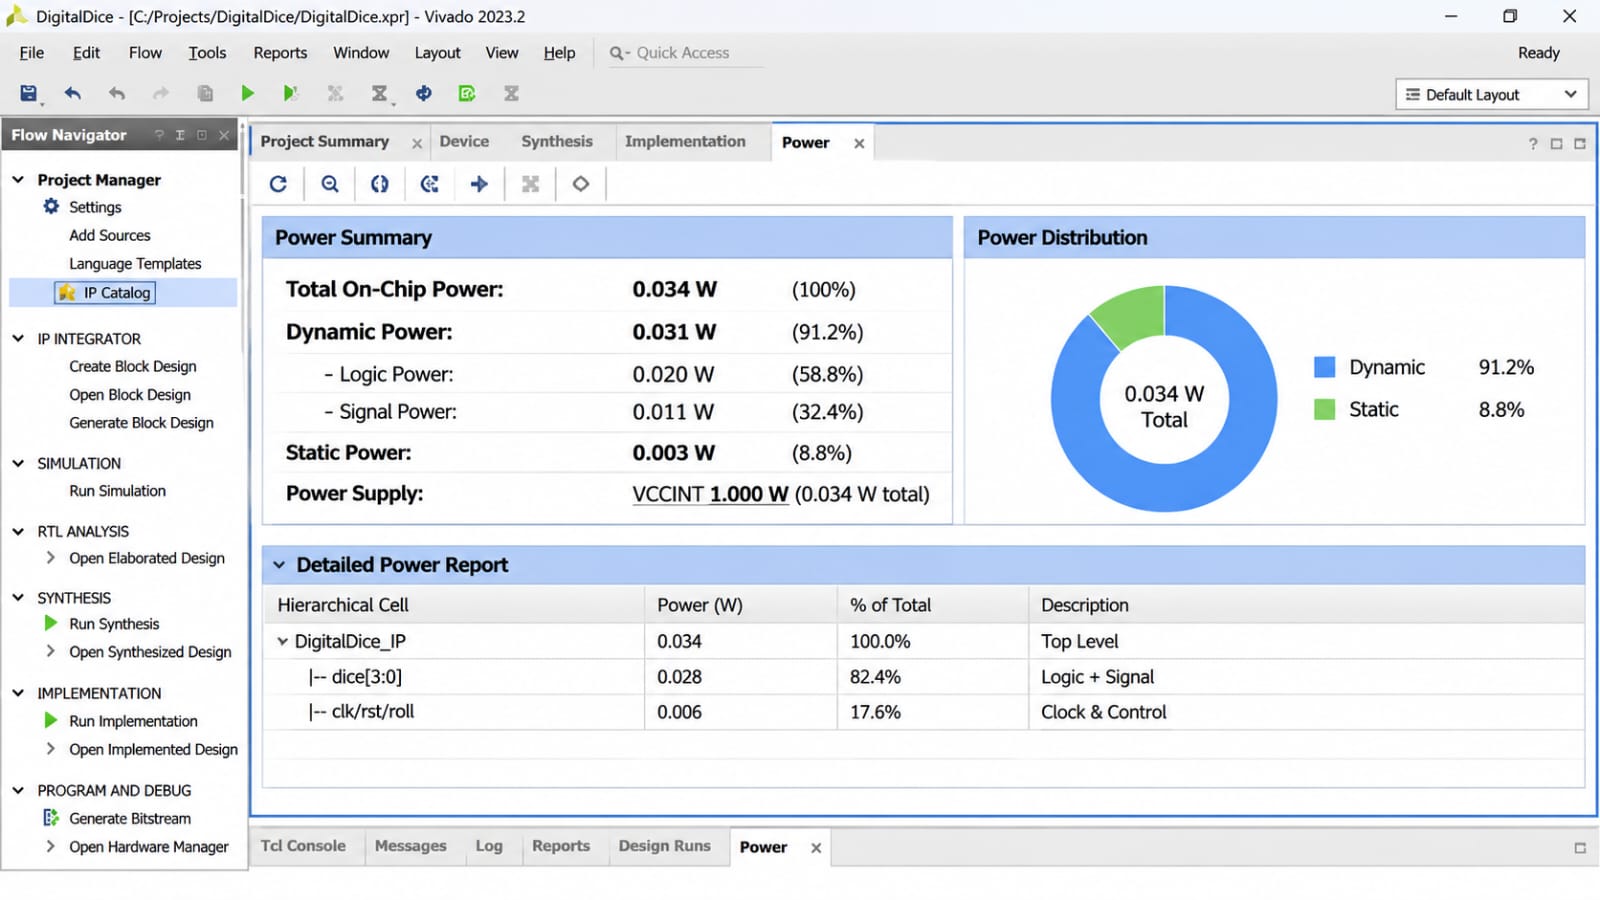 DigitalDice - [C:/Projects/DigitalDice/DigitalDice.xpr] - Vivado 2023.2
File Edit Flow Tools Reports Window Layout View Help Quick Access Ready
Default Layout
Flow Navigator
Project Manager
Settings
Add Sources
Language Templates
IP Catalog
IP INTEGRATOR
Create Block Design
Open Block Design
Generate Block Design
SIMULATION
Run Simulation
RTL ANALYSIS
Open Elaborated Design
SYNTHESIS
Run Synthesis
Open Synthesized Design
IMPLEMENTATION
Run Implementation
Open Implemented Design
PROGRAM AND DEBUG
Generate Bitstream
Open Hardware Manager
Project Summary Device Synthesis Implementation Power
Power Summary
Total On-Chip Power: 0.034 W (100%)
Dynamic Power: 0.031 W (91.2%)
- Logic Power: 0.020 W (58.8%)
- Signal Power: 0.011 W (32.4%)
Static Power: 0.003 W (8.8%)
Power Supply: VCCINT 1.000 W (0.034 W total)
Power Distribution
0.034 W
Total
Dynamic 91.2%
Static 8.8%
Detailed Power Report
Hierarchical Cell Power (W) % of Total Description
DigitalDice_IP 0.034 100.0% Top Level
|-- dice[3:0] 0.028 82.4% Logic + Signal
|-- clk/rst/roll 0.006 17.6% Clock & Control
Tcl Console Messages Log Reports Design Runs Power